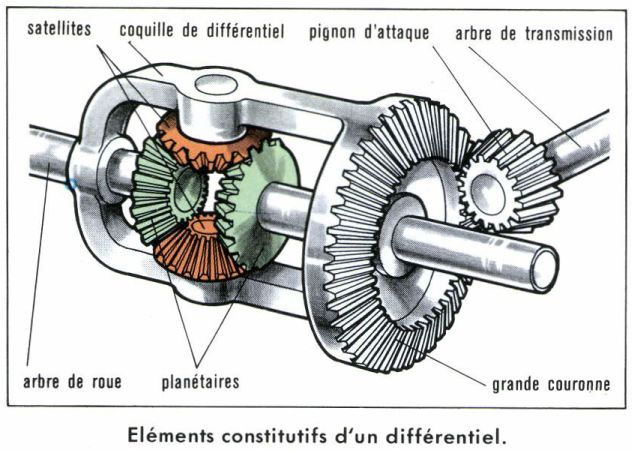 satellites coquille de différentiel pignon d'attaque arbre de transmission
arbre de roue planétaires grande couronne
Eléments constitutifs d'un différentiel.